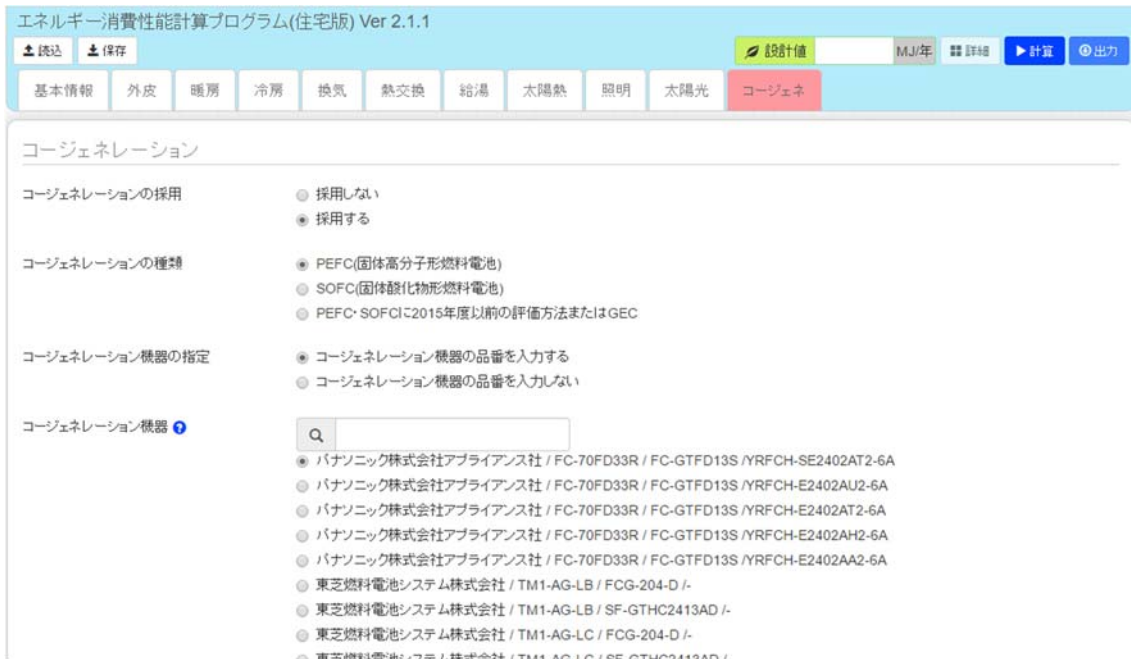 エネルギー消費性能計算プログラム(住宅版) Ver 2.1.1
読込 保存 設計値 MJ/年 詳細 計算 出力
基本情報 外皮 暖房 冷房 換気 熱交換 給湯 太陽熱 照明 太陽光 コージェネ
コージェネレーション
コージェネレーションの採用 採用しない
採用する
コージェネレーションの種類 PEFC(固体高分子形燃料電池)
SOFC(固体酸化物形燃料電池)
PEFC・SOFCに2015年度以前の評価方法またはGEC
コージェネレーション機器の指定 コージェネレーション機器の品番を入力する
コージェネレーション機器の品番を入力しない
コージェネレーション機器 ?
パナソニック株式会社アプライアンス社 / FC-70FD33R / FC-GTFD13S /YRFCH-SE2402AT2-6A
パナソニック株式会社アプライアンス社 / FC-70FD33R / FC-GTFD13S /YRFCH-E2402AU2-6A
パナソニック株式会社アプライアンス社 / FC-70FD33R / FC-GTFD13S /YRFCH-E2402AT2-6A
パナソニック株式会社アプライアンス社 / FC-70FD33R / FC-GTFD13S /YRFCH-E2402AH2-6A
パナソニック株式会社アプライアンス社 / FC-70FD33R / FC-GTFD13S /YRFCH-E2402AA2-6A
東芝燃料電池システム株式会社 / TM1-AG-LB / FCG-204-D /-
東芝燃料電池システム株式会社 / TM1-AG-LB / SF-GTHC2413AD /-
東芝燃料電池システム株式会社 / TM1-AG-LC / FCG-204-D /-
東芝燃料電池システム株式会社 / TM1-AG-LC / SF-GTHC2413AD /-